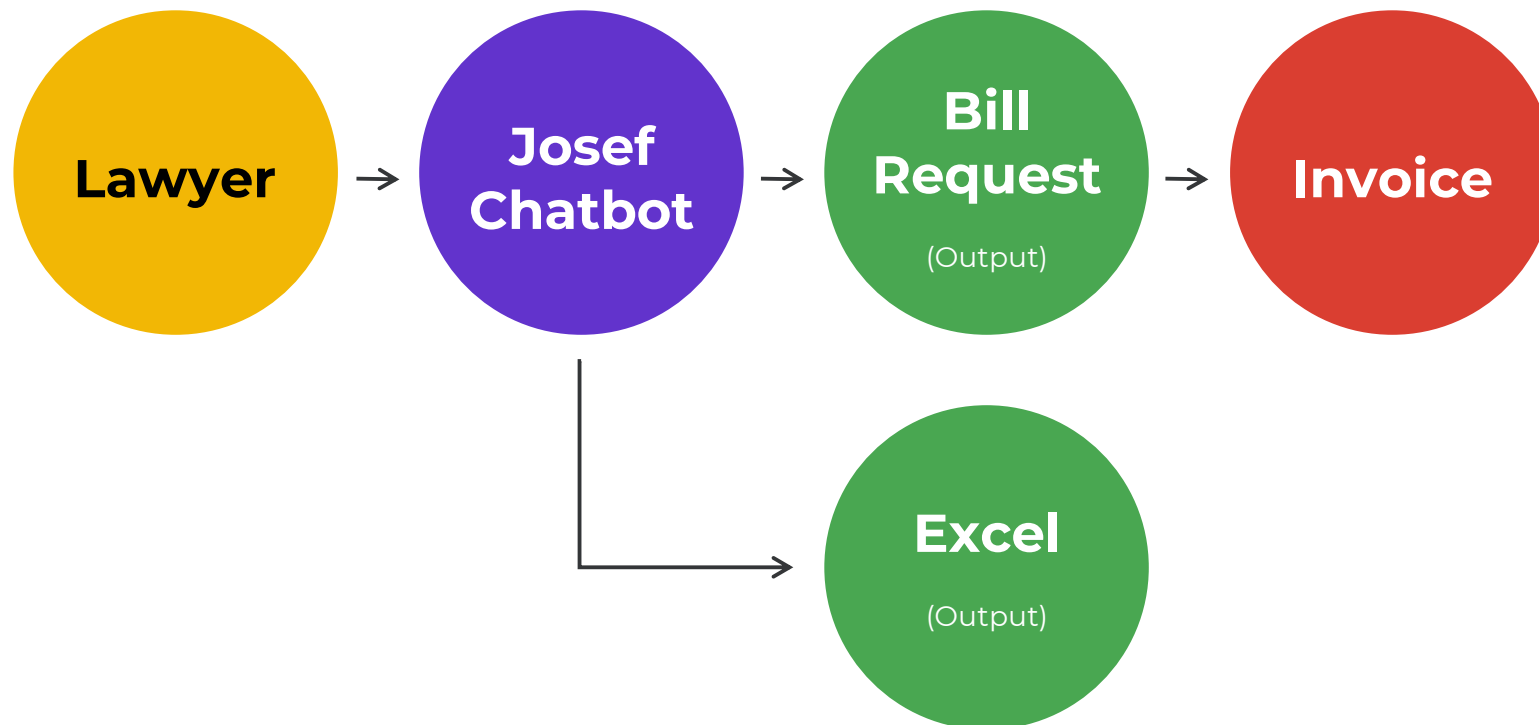 Lawyer
Josef
Chatbot
Bill
Request
(Output)
Invoice
Excel
(Output)